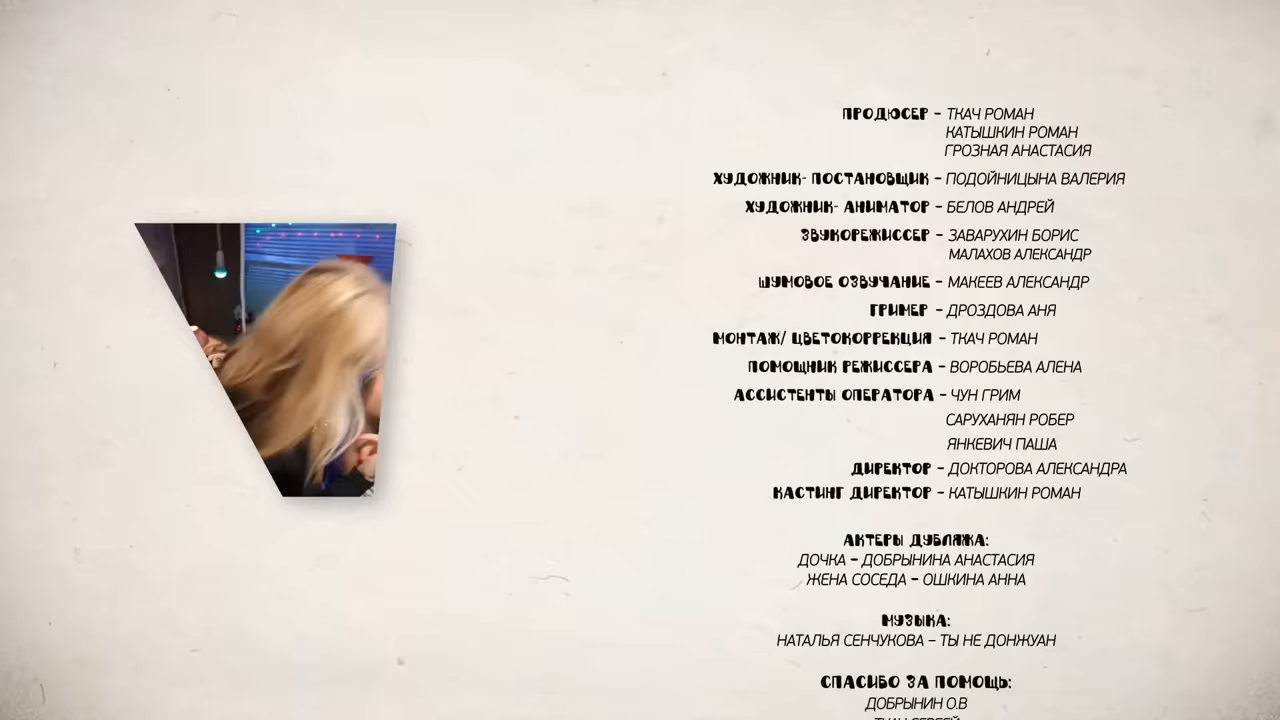 ПРОДЮСЕР – ТКАЧ РОМАН
КАТЫШКИН РОМАН
ГРОЗНАЯ АНАСТАСИЯ
ХУДОЖНИК- ПОСТАНОВЩИК – ПОДОЙНИЦЫНА ВАЛЕРИЯ
ХУДОЖНИК- АНИМАТОР – БЕЛОВ АНДРЕЙ
ЗВУКОРЕЖИССЕР – ЗАВАРУХИН БОРИС
МАЛАХОВ АЛЕКСАНДР
ШУМОВОЕ ОЗВУЧАНИЕ – МАКЕЕВ АЛЕКСАНДР
ГРИМЕР – ДРОЗДОВА АНЯ
МОНТАЖ/ ЦВЕТОКОРРЕКЦИЯ – ТКАЧ РОМАН
ПОМОЩНИК РЕЖИССЕРА – ВОРОБЬЕВА АЛЕНА
АССИСТЕНТЫ ОПЕРАТОРА – ЧУН ГРИМ
САРУХАНЯН РОБЕР
ЯНКЕВИЧ ПАША
ДИРЕКТОР – ДОКТОРОВА АЛЕКСАНДРА
КАСТИНГ ДИРЕКТОР – КАТЫШКИН РОМАН
АКТЕРЫ ДУБЛЯЖА:
ДОЧКА – ДОБРЫНИНА АНАСТАСИЯ
ЖЕНА СОСЕДА – ОШКИНА АННА
МУЗЫКА:
НАТАЛЬЯ СЕНЧУКОВА – ТЫ НЕ ДОНЖУАН
СПАСИБО ЗА ПОМОЩЬ:
ДОБРЫНИН О.В